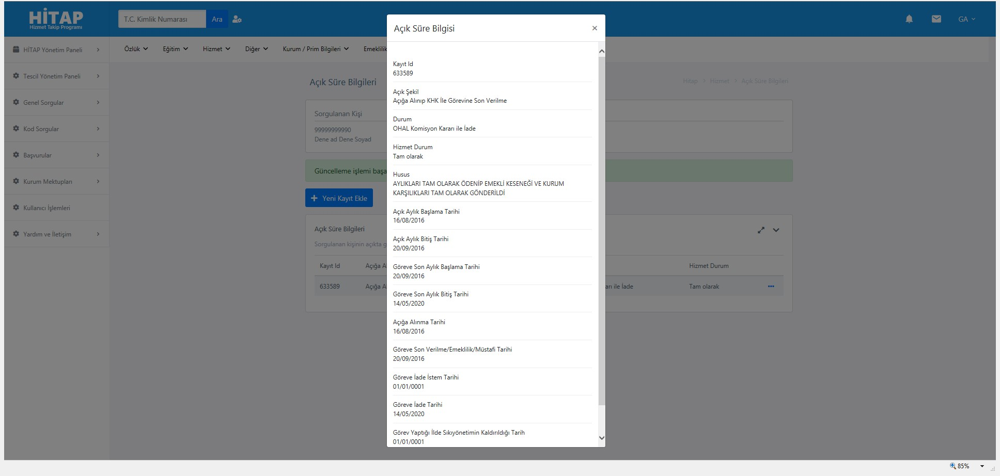 HİTAP
Hizmet Takip Programı
T.C. Kimlik Numarası
Ara
GA
HİTAP Yönetim Paneli
Tescil Yönetim Paneli
Genel Sorgular
Kod Sorgular
Başvurular
Kurum Mektupları
Kullanıcı İşlemleri
Yardım ve İletişim
Özlük
Eğitim
Hizmet
Diğer
Kurum / Prim Bilgileri
Emeklilik
Açık Süre Bilgileri
Hitap > Hizmet > Açık Süre Bilgileri
Sorgulanan Kişi
99999999990
Dene ad Dene Soyad
Güncelleme işlemi başa
Yeni Kayıt Ekle
Açık Süre Bilgileri
Sorgulanan kişinin açıkta g
Kayıt Id
Açığa A
Hizmet Durum
633589
Açığa A
arı ile İade
Tam olarak
Açık Süre Bilgisi
×
Kayıt Id
633589
Açık Şekil
Açığa Alınıp KHK İle Görevine Son Verilme
Durum
OHAL Komisyon Kararı ile İade
Hizmet Durum
Tam olarak
Husus
AYLIKLARI TAM OLARAK ÖDENİP EMEKLİ KESENEĞİ VE KURUM
KARŞILIKLARI TAM OLARAK GÖNDERİLDİ
Açık Aylık Başlama Tarihi
16/08/2016
Açık Aylık Bitiş Tarihi
20/09/2016
Göreve Son Aylık Başlama Tarihi
20/09/2016
Göreve Son Aylık Bitiş Tarihi
14/05/2020
Açığa Alınma Tarihi
16/08/2016
Göreve Son Verilme/Emeklilik/Müstafi Tarihi
20/09/2016
Göreve İade İstem Tarihi
01/01/0001
Göreve İade Tarihi
14/05/2020
Görev Yaptığı İlde Sıkıyönetimin Kaldırıldığı Tarih
01/01/0001
85%